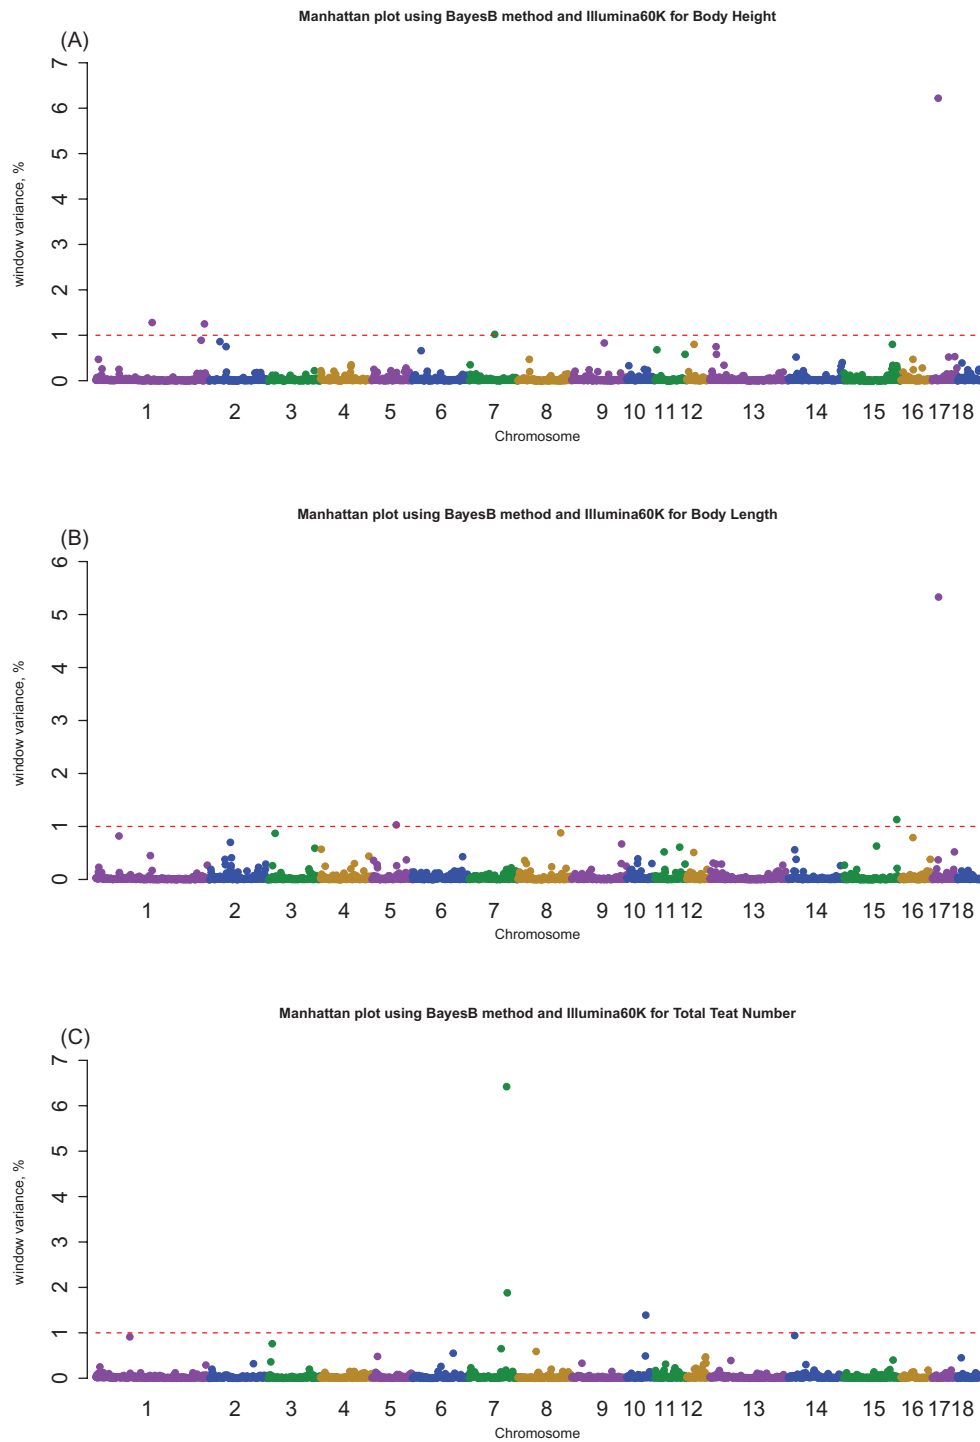 Manhattan plot using BayesB method and Illumina60K for Body Height
(A)
7
6
5
4
3
2
1
0
window variance, %
1 2 3 4 5 6 7 8 9 10 11 12 13 14 15 16 17 18
Chromosome
Manhattan plot using BayesB method and Illumina60K for Body Length
(B)
6
5
4
3
2
1
0
window variance, %
1 2 3 4 5 6 7 8 9 10 11 12 13 14 15 16 17 18
Chromosome
Manhattan plot using BayesB method and Illumina60K for Total Teat Number
(C)
7
6
5
4
3
2
1
0
window variance, %
1 2 3 4 5 6 7 8 9 10 11 12 13 14 15 16 17 18
Chromosome